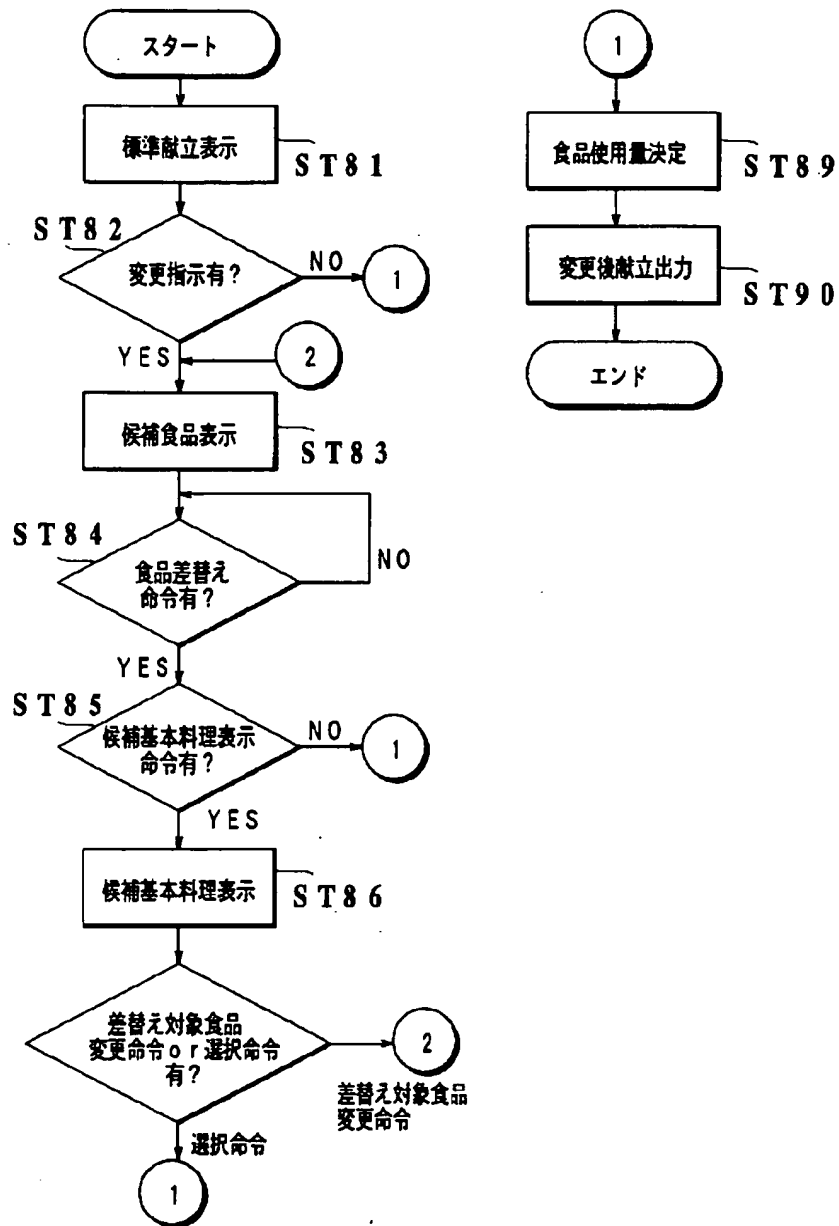 スタート
標準献立表示
ST81
ST82
変更指示有?
NO
1
YES
2
候補食品表示
ST83
ST84
食品差替え
命令有?
NO
YES
ST85
候補基本料理表示
命令有?
NO
1
YES
候補基本料理表示
ST86
差替え対象食品
変更命令or選択命令
有?
2
差替え対象食品
変更命令
選択命令
1
1
食品使用量決定
ST89
変更後献立出力
ST90
エンド